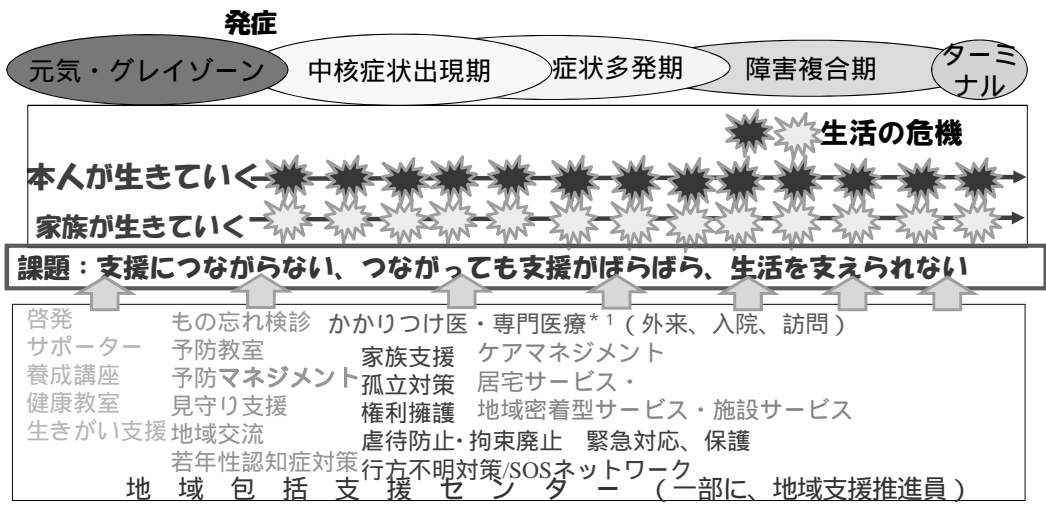 発症
元気・グレイゾーン 中核症状出現期 症状多発期 障害複合期 ターミ
ナル
生活の危機
本人が生きていく
家族が生きていく
課題：支援につながらない、つながっても支援がばらばら、生活を支えられない
啓発
サポーター
養成講座
健康教室
生きがい支援
もの忘れ検診
予防教室
予防マネジメント
見守り支援
地域交流
若年性認知症対策
かかりつけ医・専門医療*1（外来、入院、訪問）
家族支援
孤立対策
権利擁護
ケアマネジメント
居宅サービス・
地域密着型サービス・施設サービス
虐待防止・拘束廃止 緊急対応、保護
行方不明対策/SOSネットワーク
地域包括支援センター（一部に、地域支援推進員）